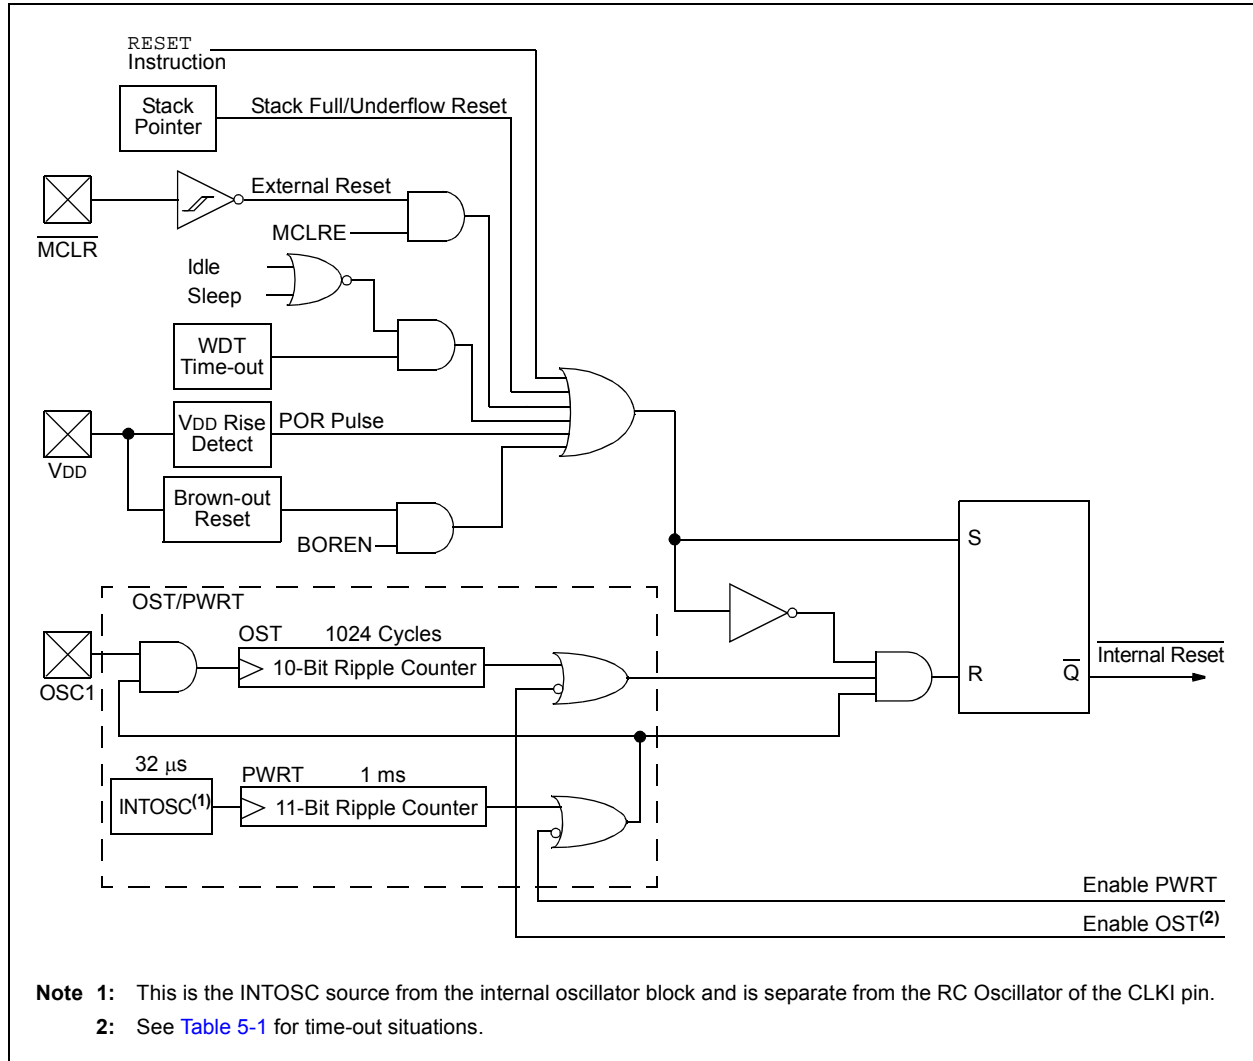 RESET
Instruction
Stack
Pointer
Stack Full/Underflow Reset
MCLR
External Reset
MCLRE
Idle
Sleep
WDT
Time-out
VDD
VDD Rise
Detect
POR Pulse
Brown-out
Reset
BOREN
S
R
Q
Internal Reset
OST/PWRT
OSC1
OST 1024 Cycles
10-Bit Ripple Counter
32 µs
INTOSC(1)
PWRT 1 ms
11-Bit Ripple Counter
Enable PWRT
Enable OST(2)
Note 1: This is the INTOSC source from the internal oscillator block and is separate from the RC Oscillator of the CLKI pin.
2: See Table 5-1 for time-out situations.